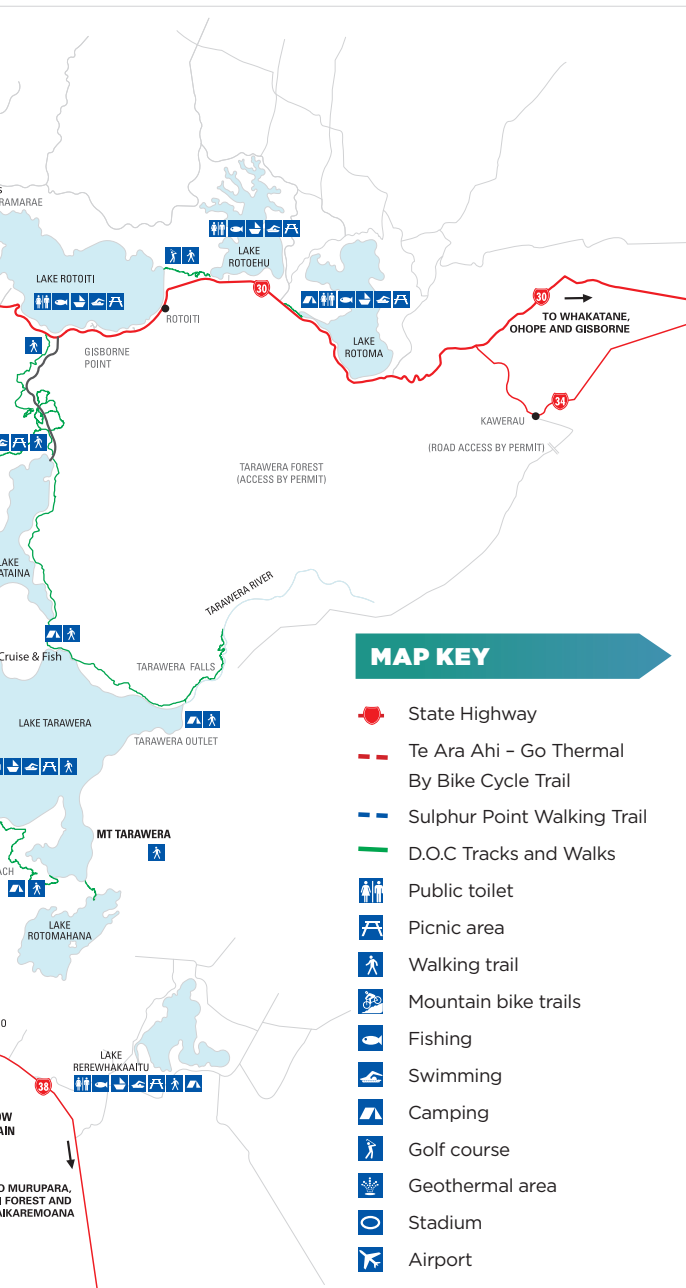 S
RAMARAE
LAKE ROTOITI
LAKE
ROTOEHU
30
ROTOITI
GISBORNE
POINT
LAKE
ROTOMA
30
TO WHAKATANE,
OHOPE AND GISBORNE
34
KAWERAU
(ROAD ACCESS BY PERMIT)
TARAWERA FOREST
(ACCESS BY PERMIT)
LAKE
ATAINA
TARAWERA RIVER
Cruise & Fish
TARAWERA FALLS
LAKE TARAWERA
TARAWERA OUTLET
MT TARAWERA
ACH
LAKE
ROTOMAHANA
O
LAKE
REREWHAKAAITU
38
OW
AIN
O MURUPARA,
I FOREST AND
AIKAREMOANA
MAP KEY
State Highway
Te Ara Ahi – Go Thermal
By Bike Cycle Trail
Sulphur Point Walking Trail
D.O.C Tracks and Walks
Public toilet
Picnic area
Walking trail
Mountain bike trails
Fishing
Swimming
Camping
Golf course
Geothermal area
Stadium
Airport